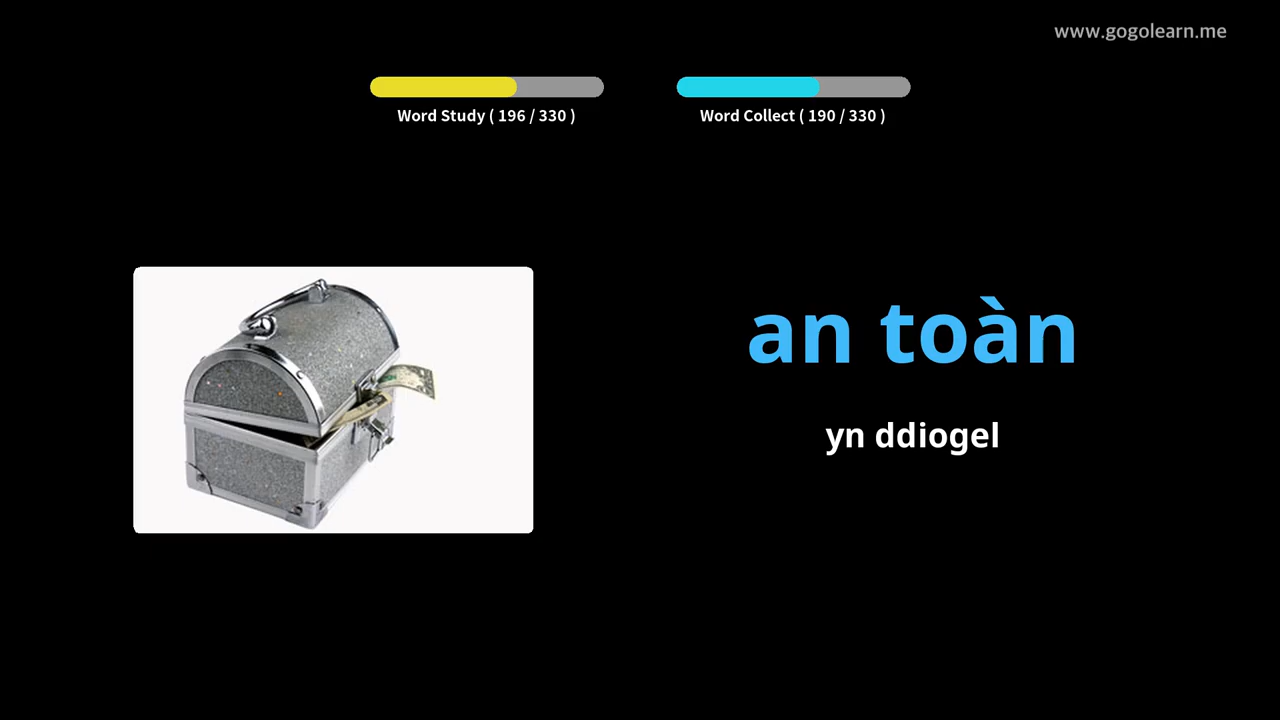 www.gogolearn.me
Word Study ( 196 / 330 )
Word Collect ( 190 / 330 )
an toàn
yn ddiogel